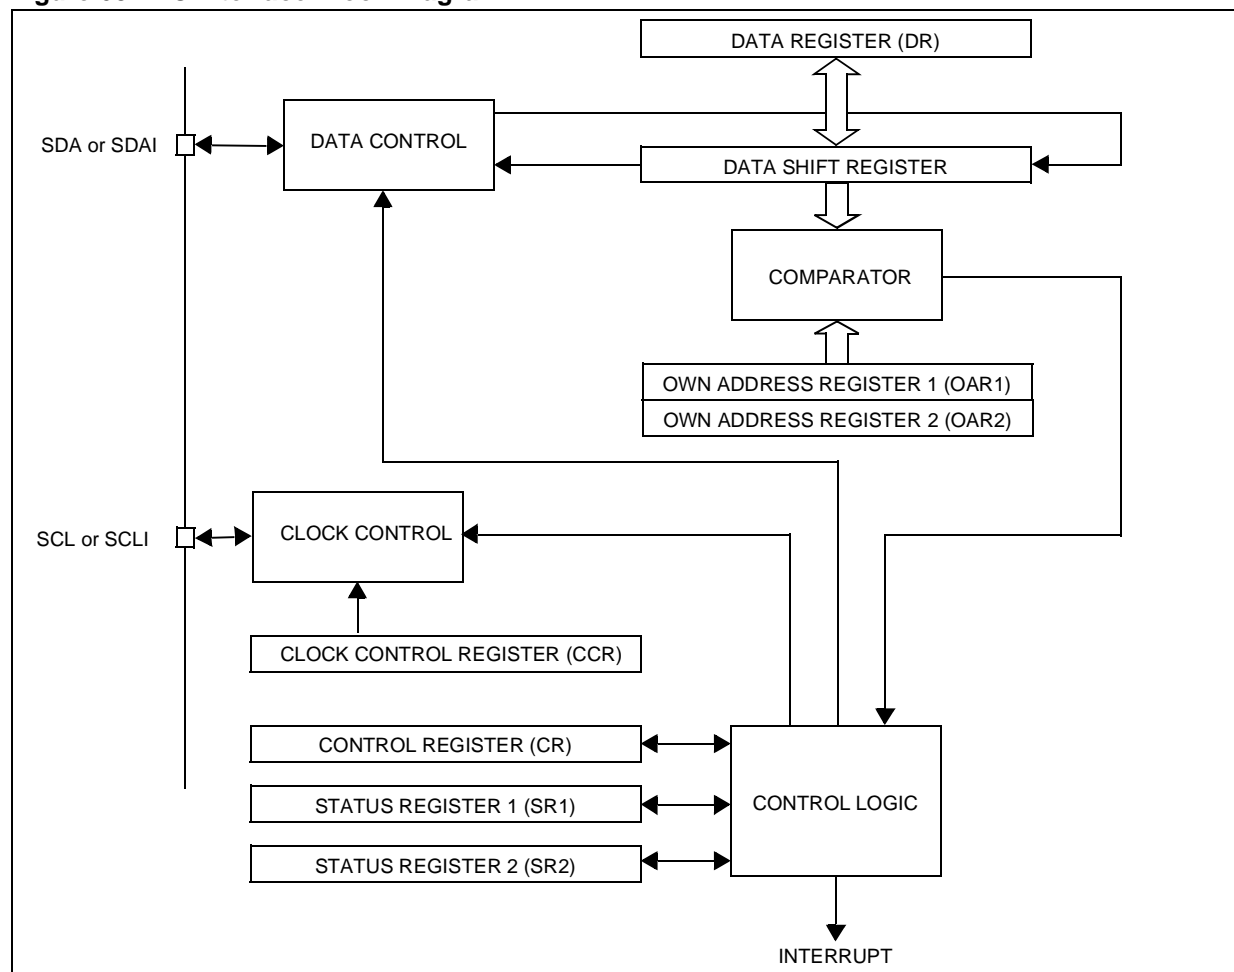 DATA REGISTER (DR)
SDA or SDAI
DATA CONTROL
DATA SHIFT REGISTER
COMPARATOR
OWN ADDRESS REGISTER 1 (OAR1)
OWN ADDRESS REGISTER 2 (OAR2)
SCL or SCLI
CLOCK CONTROL
CLOCK CONTROL REGISTER (CCR)
CONTROL REGISTER (CR)
STATUS REGISTER 1 (SR1)
CONTROL LOGIC
STATUS REGISTER 2 (SR2)
INTERRUPT